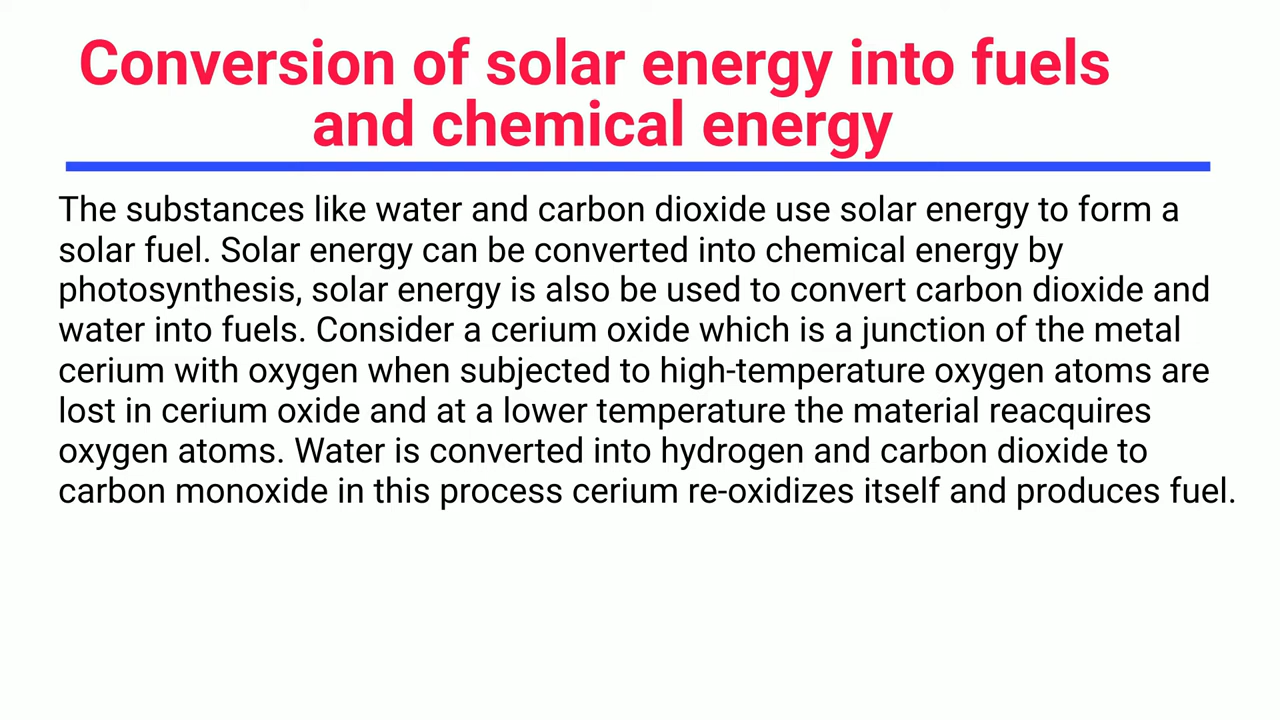 Conversion of solar energy into fuels
and chemical energy
The substances like water and carbon dioxide use solar energy to form a
solar fuel. Solar energy can be converted into chemical energy by
photosynthesis, solar energy is also be used to convert carbon dioxide and
water into fuels. Consider a cerium oxide which is a junction of the metal
cerium with oxygen when subjected to high-temperature oxygen atoms are
lost in cerium oxide and at a lower temperature the material reacquires
oxygen atoms. Water is converted into hydrogen and carbon dioxide to
carbon monoxide in this process cerium re-oxidizes itself and produces fuel.